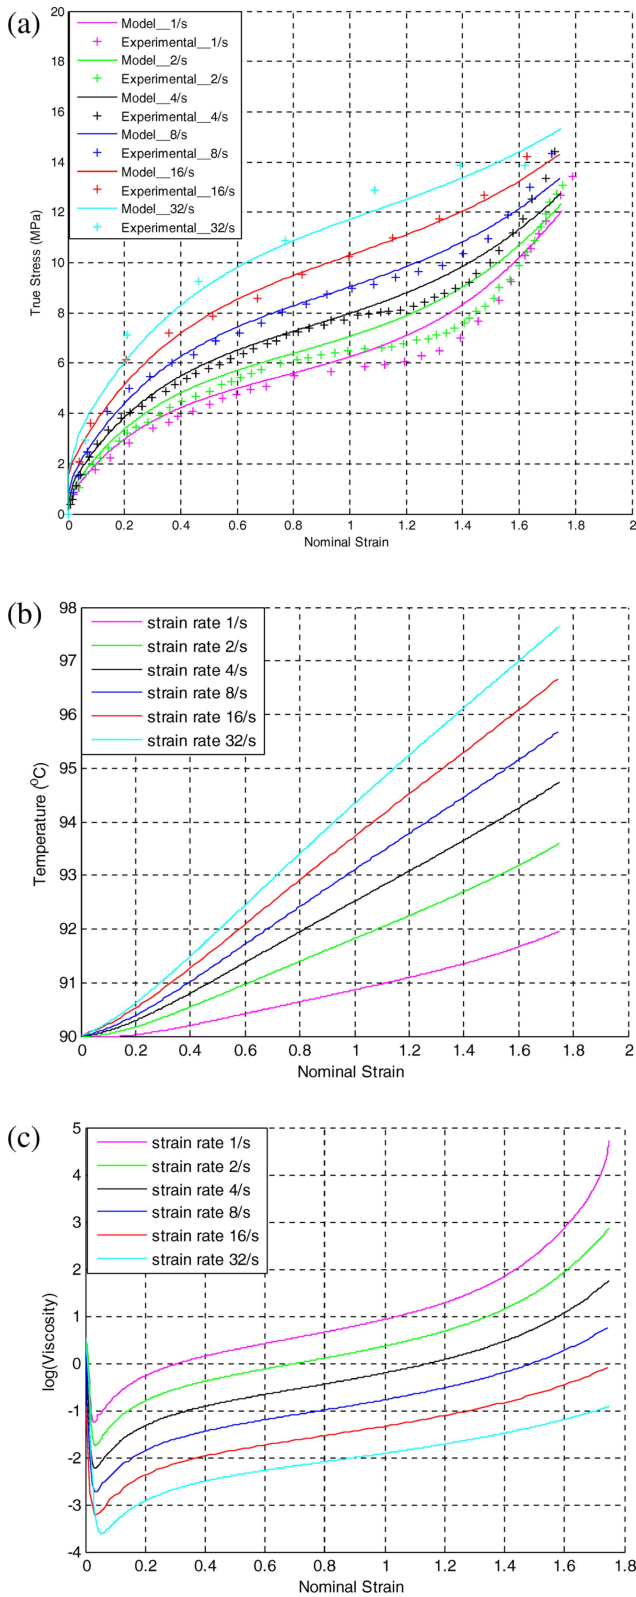 (a)
20
18
16
14
12
10
8
6
4
2
0
True Stress (MPa)
Model__1/s
Experimental__1/s
Model__2/s
Experimental__2/s
Model__4/s
Experimental__4/s
Model__8/s
Experimental__8/s
Model__16/s
Experimental__16/s
Model__32/s
Experimental__32/s
0 0.2 0.4 0.6 0.8 1 1.2 1.4 1.6 1.8 2
Nominal Strain
(b)
98
97
96
95
94
93
92
91
90
Temperature (⁰C)
strain rate 1/s
strain rate 2/s
strain rate 4/s
strain rate 8/s
strain rate 16/s
strain rate 32/s
0 0.2 0.4 0.6 0.8 1 1.2 1.4 1.6 1.8 2
Nominal Strain
(c)
5
4
3
2
1
0
-1
-2
-3
-4
log(Viscosity)
strain rate 1/s
strain rate 2/s
strain rate 4/s
strain rate 8/s
strain rate 16/s
strain rate 32/s
0 0.2 0.4 0.6 0.8 1 1.2 1.4 1.6 1.8
Nominal Strain